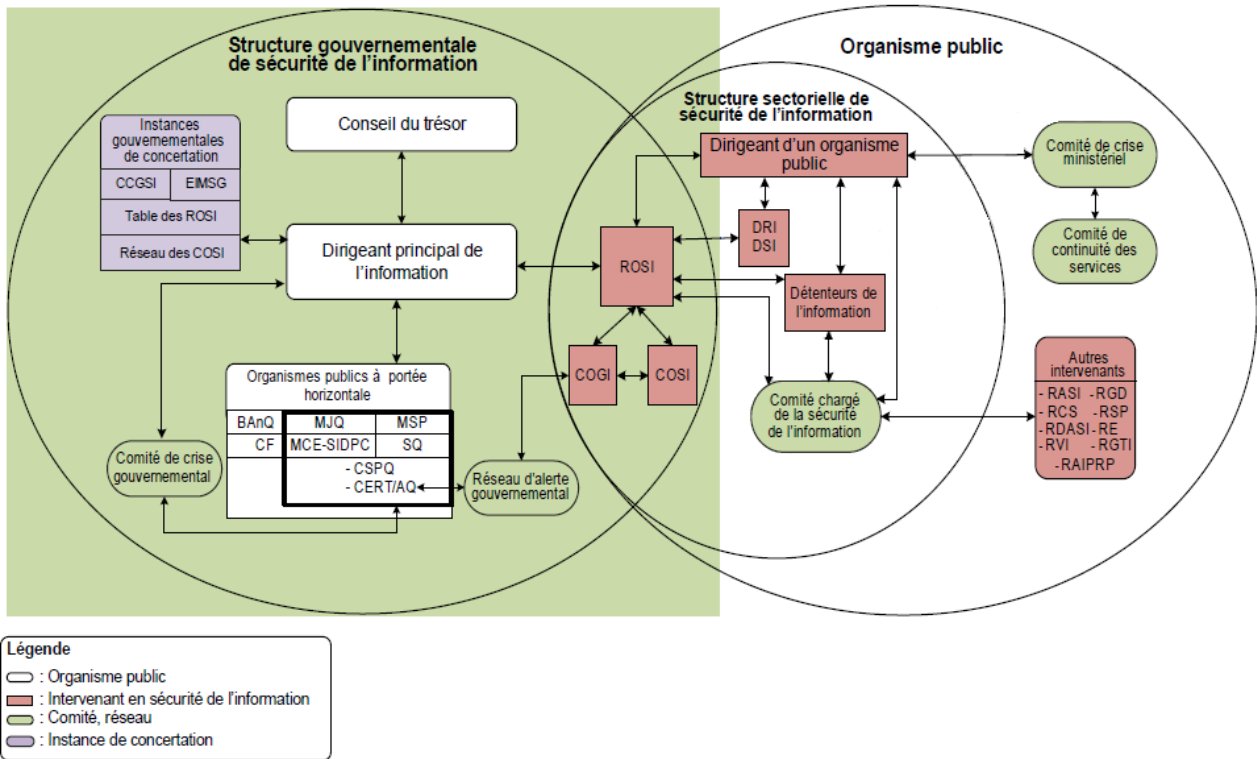 Structure gouvernementale
de sécurité de l'information
Organisme public
Structure sectorielle de
sécurité de l'information
Instances
gouvernementales
de concertation
CCGSI
EIMSG
Table des ROSI
Réseau des COSI
Conseil du trésor
Dirigeant principal de
l'information
Dirigeant d'un organisme
public
Comité de crise
ministériel
Comité de
continuité des
services
DRI
DSI
ROSI
Détenteurs de
l'information
COGI
COSI
Comité chargé
de la sécurité
de l'information
Autres
intervenants
- RASI - RGD
- RCS - RSP
- RDASI - RE
- RVI - RGTI
- RAIPRP
Organismes publics à portée
horizontale
BAnQ
MJQ
MSP
CF
MCE-SIDPC
SQ
- CSPQ
- CERT/AQ
Comité de crise
gouvernemental
Réseau d'alerte
gouvernemental
Légende
: Organisme public
: Intervenant en sécurité de l'information
: Comité, réseau
: Instance de concertation